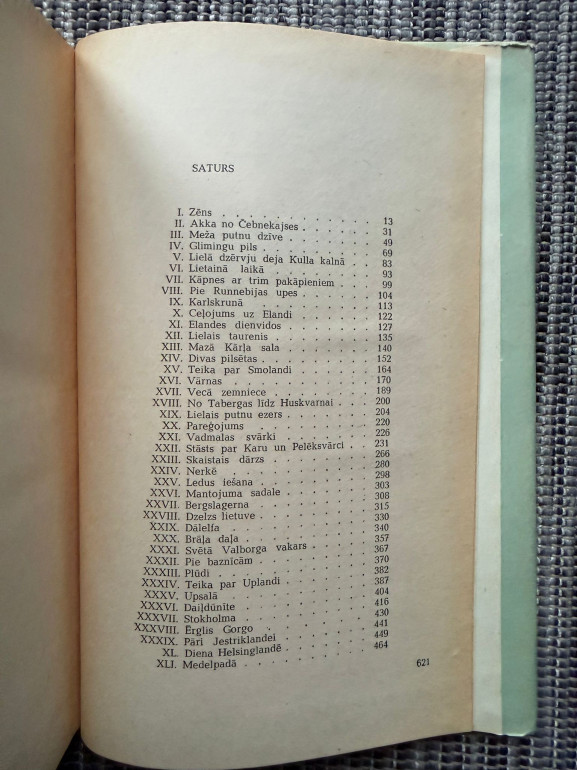 SATURS
I. Zēns . . . . . . . . . . . 13
II. Akka no Čebnekajses . . . . . . 31
III. Meža putnu dzīve . . . . . . . 49
IV. Glimingu pils . . . . . . . . 69
V. Lielā dzērvju deja Kulla kalnā . . 83
VI. Lietainā laikā . . . . . . . . 93
VII. Kāpnes ar trim pakāpieniem . . . 99
VIII. Pie Runnebijas upes . . . . . . 104
IX. Karlskrunā . . . . . . . . . 113
X. Ceļojums uz Elandi . . . . . . 122
XI. Elandes dienvidos . . . . . . . 127
XII. Lielais taurenis . . . . . . . 135
XIII. Mazā Kārļa sala . . . . . . . 140
XIV. Divas pilsētas . . . . . . . . 152
XV. Teika par Smolandi . . . . . . 164
XVI. Vārnas . . . . . . . . . . 170
XVII. Vecā zemniece . . . . . . . . 189
XVIII. No Tabergas līdz Huskvarnai . . . 200
XIX. Lielais putnu ezers . . . . . . 204
XX. Pareģojums . . . . . . . . . 220
XXI. Vadmalas svārki . . . . . . . 226
XXII. Stāsts par Karu un Pelēksvārci . . 231
XXIII. Skaistais dārzs . . . . . . . . 266
XXIV. Nerkē . . . . . . . . . . 280
XXV. Ledus iešana . . . . . . . . 298
XXVI. Mantojuma sadale . . . . . . . 303
XXVII. Bergslagerna . . . . . . . . 308
XXVIII. Dzelzs lietuve . . . . . . . . 315
XXIX. Dālelfa . . . . . . . . . . 330
XXX. Brāļa daļa . . . . . . . . . 340
XXXI. Svētā Valborga vakars . . . . . 357
XXXII. Pie baznīcām . . . . . . . . 367
XXXIII. Plūdi . . . . . . . . . . 370
XXXIV. Teika par Uplandi . . . . . . 382
XXXV. Upsalā . . . . . . . . . . 387
XXXVI. Daiļdūnīte . . . . . . . . . 404
XXXVII. Stokholma . . . . . . . . . 416
XXXVIII. Ērglis Gorgo . . . . . . . . 430
XXXIX. Pāri Jestriklandei . . . . . . . 441
XL. Diena Helsinglandē . . . . . . 449
XLI. Medelpadā . . . . . . . . . 464
621